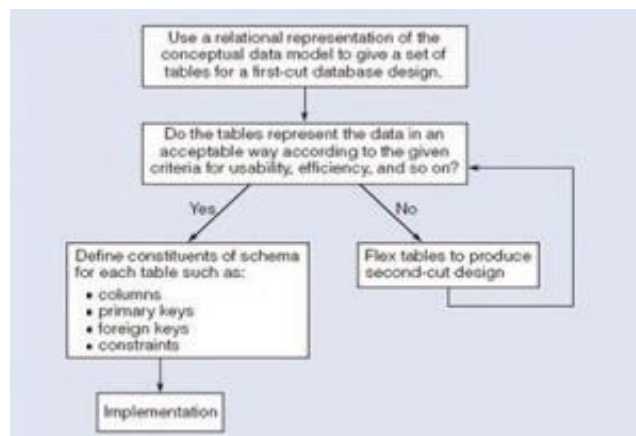 Use a relational representation of the
conceptual data model to give a set of
tables for a first-cut database design.
Do the tables represent the data in an
acceptable way according to the given
criteria for usability, efficiency, and so on?
Yes
No
Define constituents of schema
for each table such as:
• columns
• primary keys
• foreign keys
• constraints
Flex tables to produce
second-cut design
Implementation